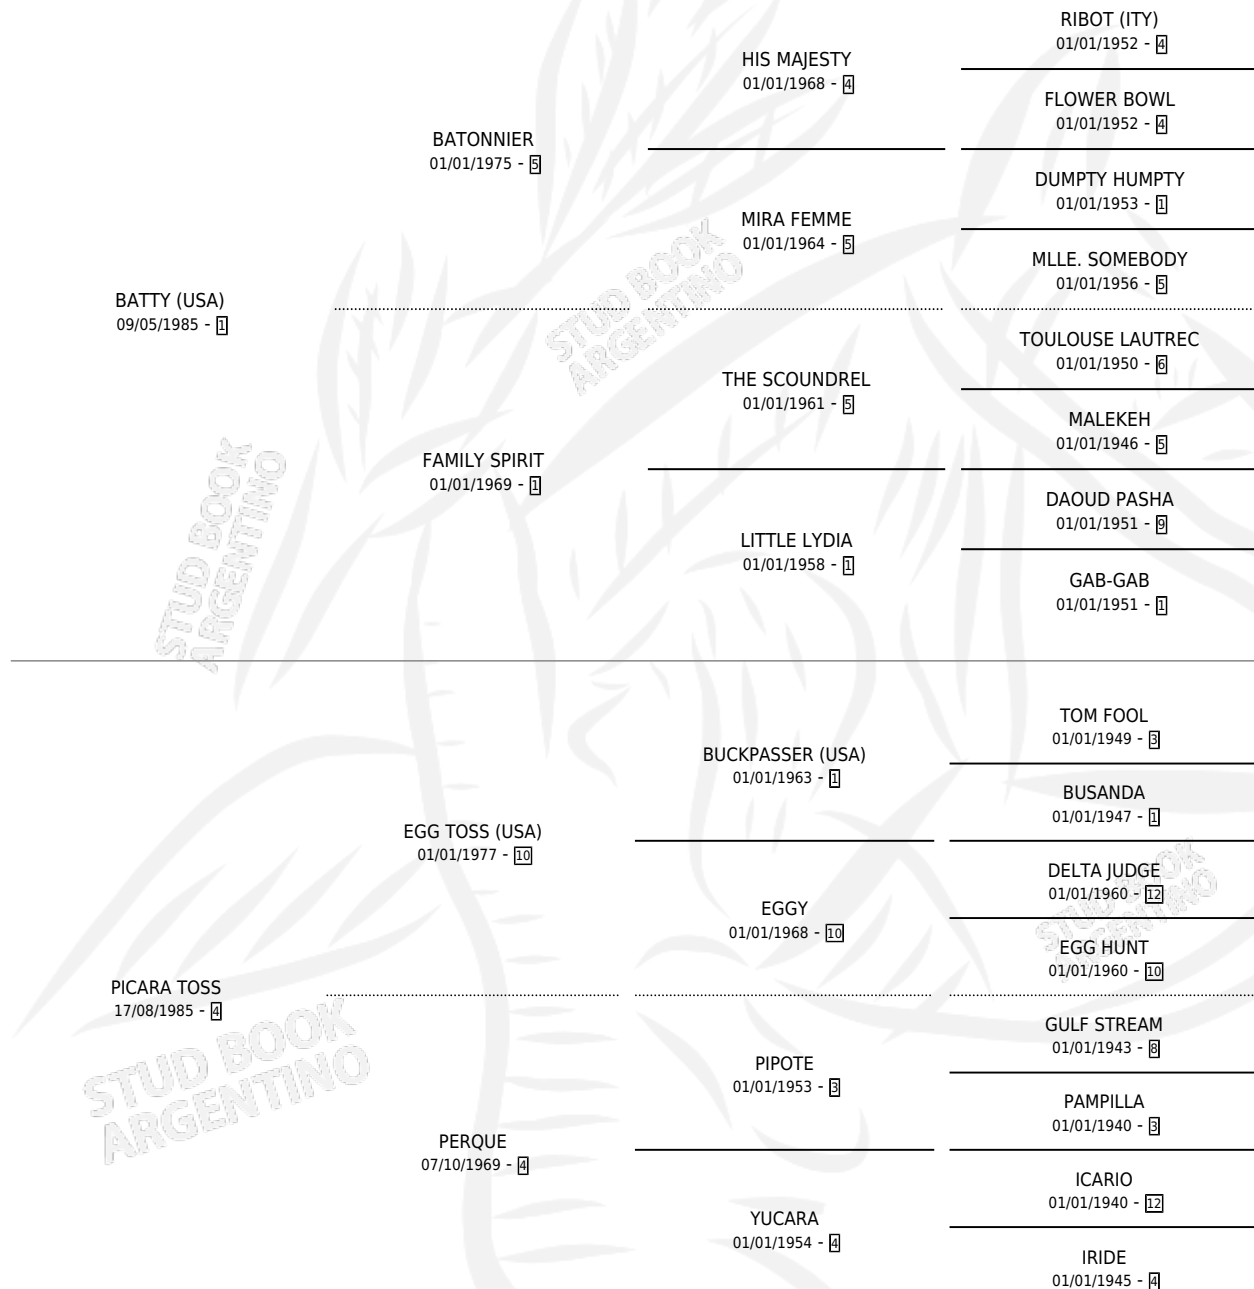 RIBOT (ITY)
01/01/1952 - 4
HIS MAJESTY
01/01/1968 - 4
FLOWER BOWL
01/01/1952 - 4
BATONNIER
01/01/1975 - 5
DUMPTY HUMPTY
01/01/1953 - 1
MIRA FEMME
01/01/1964 - 5
MLLE. SOMEBODY
01/01/1956 - 5
BATTY (USA)
09/05/1985 - 1
TOULOUSE LAUTREC
01/01/1950 - 6
THE SCOUNDREL
01/01/1961 - 5
MALEKEH
01/01/1946 - 5
FAMILY SPIRIT
01/01/1969 - 1
DAOUD PASHA
01/01/1951 - 9
LITTLE LYDIA
01/01/1958 - 1
GAB-GAB
01/01/1951 - 1
TOM FOOL
01/01/1949 - 3
BUCKPASSER (USA)
01/01/1963 - 1
BUSANDA
01/01/1947 - 1
EGG TOSS (USA)
01/01/1977 - 10
DELTA JUDGE
01/01/1960 - 12
EGGY
01/01/1968 - 10
EGG HUNT
01/01/1960 - 10
PICARA TOSS
17/08/1985 - 4
GULF STREAM
01/01/1943 - 8
PIPOTE
01/01/1953 - 3
PAMPILLA
01/01/1940 - 3
PERQUE
07/10/1969 - 4
ICARIO
01/01/1940 - 12
YUCARA
01/01/1954 - 4
IRIDE
01/01/1945 - 4
STUD BOOK
ARGENTINO
STUD BOOK
ARGENTINO
STUD BOOK
ARGENTINO
STUD BOOK
ARGENTINO